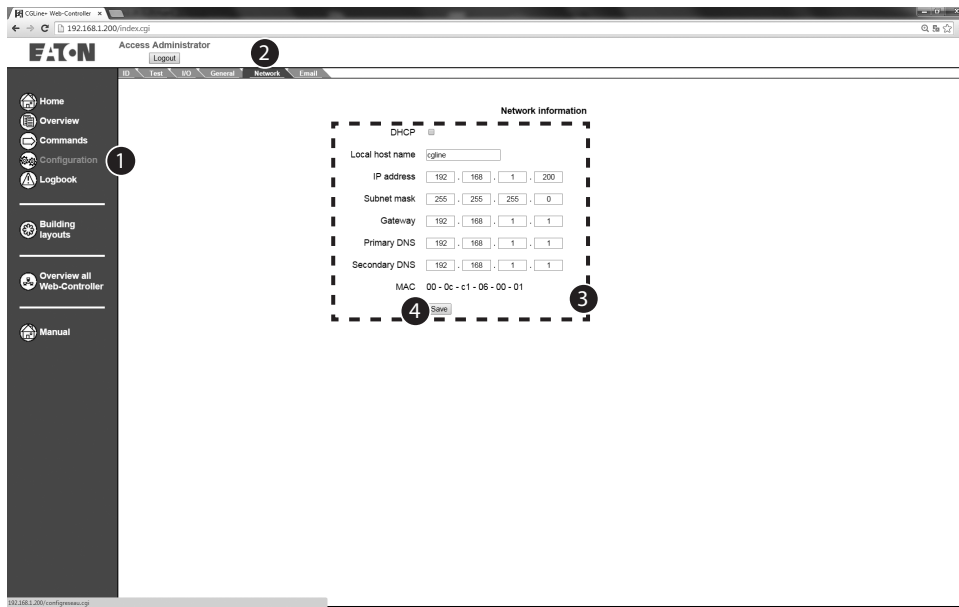 CGLine+ Web-Controller
192.168.1.200/index.cgi
EATON
Access Administrator
Logout
2
ID Test I/O General Network Email
Home
Overview
Commands
Configuration 1
Logbook
Building
layouts
Overview all
Web-Controller
Manual
Network information
DHCP
Local host name cgline
IP address 192 . 168 . 1 . 200
Subnet mask 255 . 255 . 255 . 0
Gateway 192 . 168 . 1 . 1
Primary DNS 192 . 168 . 1 . 1
Secondary DNS 192 . 168 . 1 . 1
MAC 00 - 0c - c1 - 06 - 00 - 01
3
4 Save
192.168.1.200/configreseau.cgi